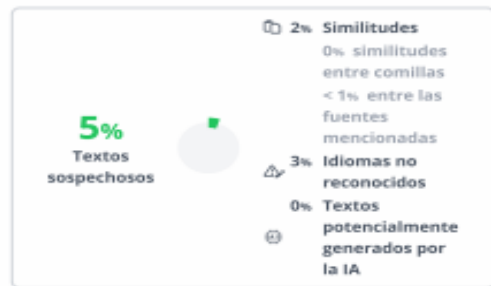 5%
Textos
sospechosos
2% Similitudes
0% similitudes
entre comillas
< 1% entre las
fuentes
mencionadas
3% Idiomas no
reconocidos
0% Textos
potencialmente
generados por
la IA